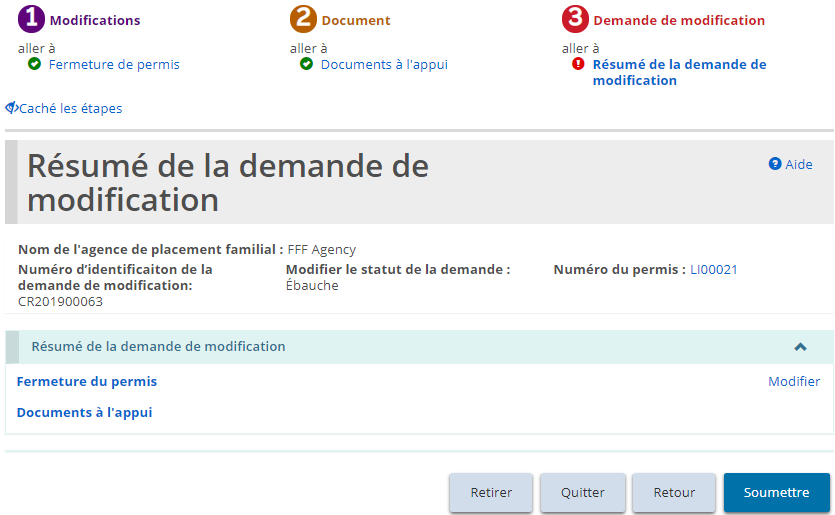 1 Modifications
2 Document
3 Demande de modification
aller à
Fermeture de permis
aller à
Documents à l'appui
aller à
Résumé de la demande de
modification
Caché les étapes
Résumé de la demande de
modification
Aide
Nom de l'agence de placement familial : FFF Agency
Numéro d’identificaiton de la
demande de modification:
CR201900063
Modifier le statut de la demande :
Ébauche
Numéro du permis : LI00021
Résumé de la demande de modification
Fermeture du permis
Modifier
Documents à l'appui
Retirer
Quitter
Retour
Soumettre